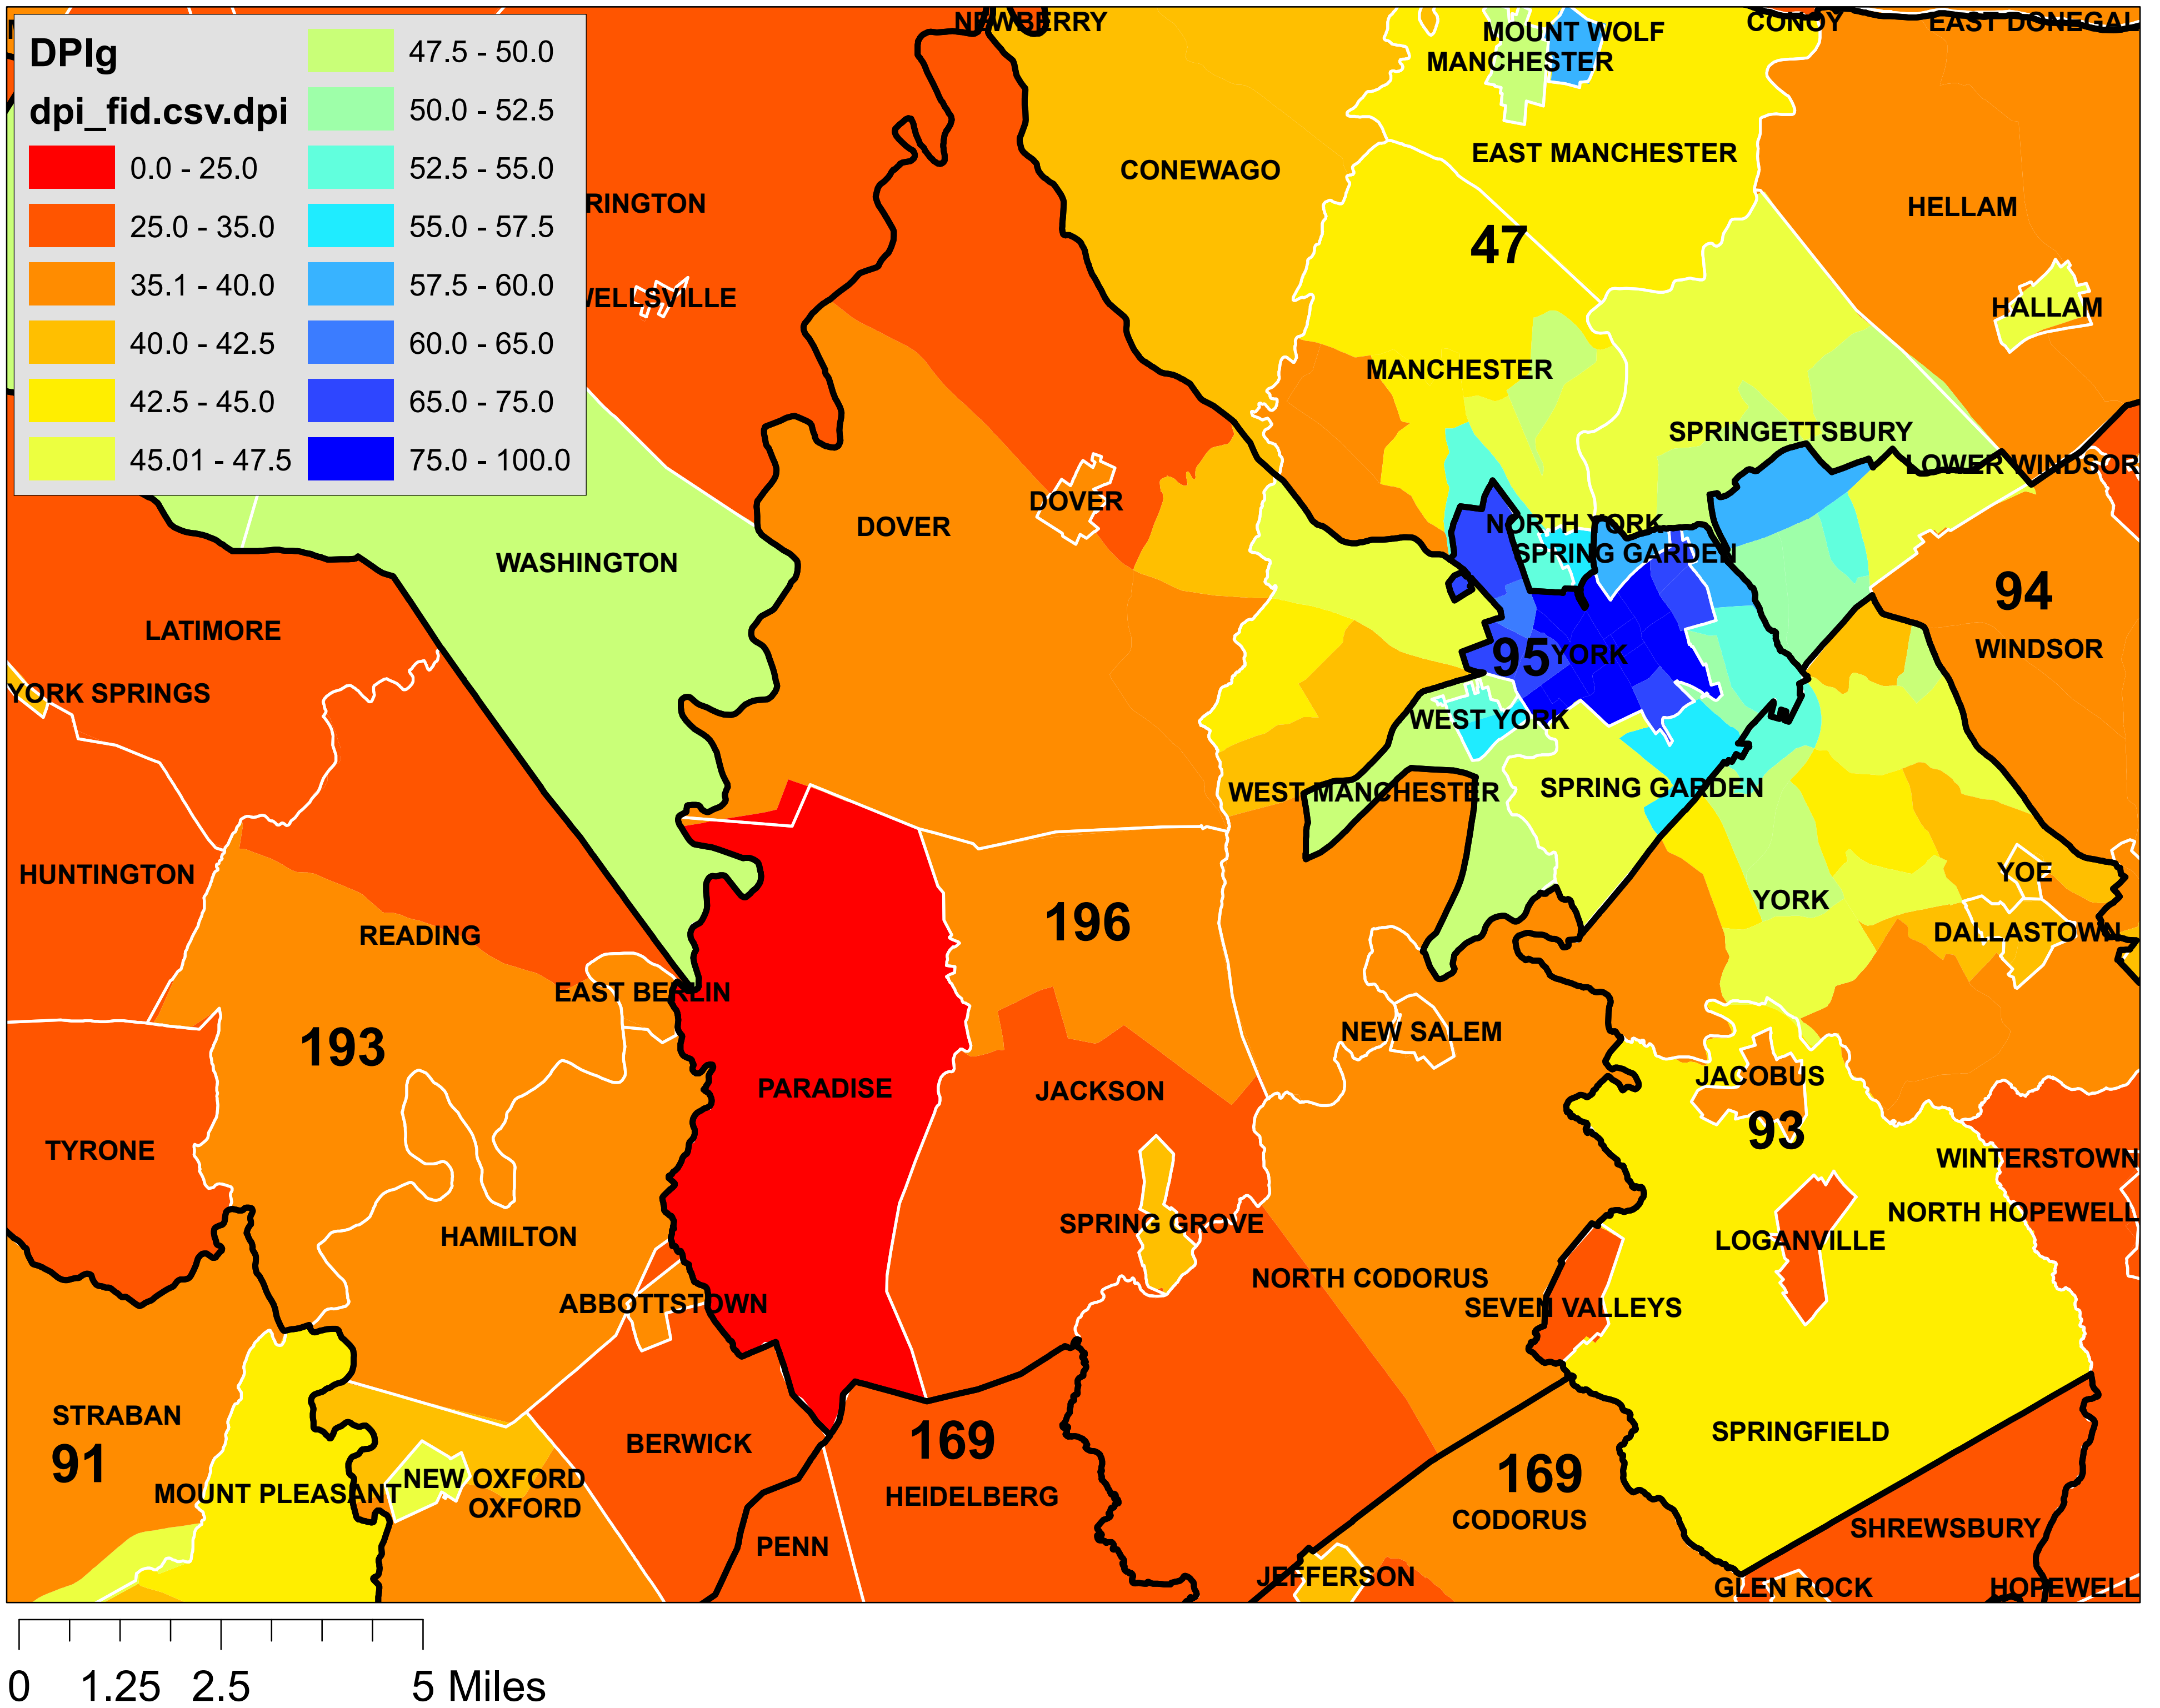 DPIg
dpi_fid.csv.dpi
0.0 - 25.0
25.0 - 35.0
35.1 - 40.0
40.0 - 42.5
42.5 - 45.0
45.01 - 47.5
47.5 - 50.0
50.0 - 52.5
52.5 - 55.0
55.0 - 57.5
57.5 - 60.0
60.0 - 65.0
65.0 - 75.0
75.0 - 100.0
NEWBERRY
MOUNT WOLF
MANCHESTER
CONOY
EAST DONEGAL
EAST MANCHESTER
CONEWAGO
RINGTON
HELLAM
47
WELLSVILLE
HALLAM
MANCHESTER
SPRINGETTSBURY
LOWER WINDSOR
DOVER
DOVER
NORTH YORK
SPRING GARDEN
WASHINGTON
94
WINDSOR
LATIMORE
95
YORK
YORK SPRINGS
WEST YORK
WEST MANCHESTER
SPRING GARDEN
HUNTINGTON
YOE
YORK
196
READING
DALLASTOWN
EAST BERLIN
NEW SALEM
193
JACOBUS
PARADISE
JACKSON
93
TYRONE
WINTERSTOWN
NORTH HOPEWELL
SPRING GROVE
HAMILTON
LOGANVILLE
NORTH CODORUS
ABBOTTSTOWN
SEVEN VALLEYS
STRABAN
91
BERWICK
169
SPRINGFIELD
169
MOUNT PLEASANT
NEW OXFORD
OXFORD
HEIDELBERG
CODORUS
SHREWSBURY
PENN
JEFFERSON
GLEN ROCK
HOPEWELL
0 1.25 2.5 5 Miles